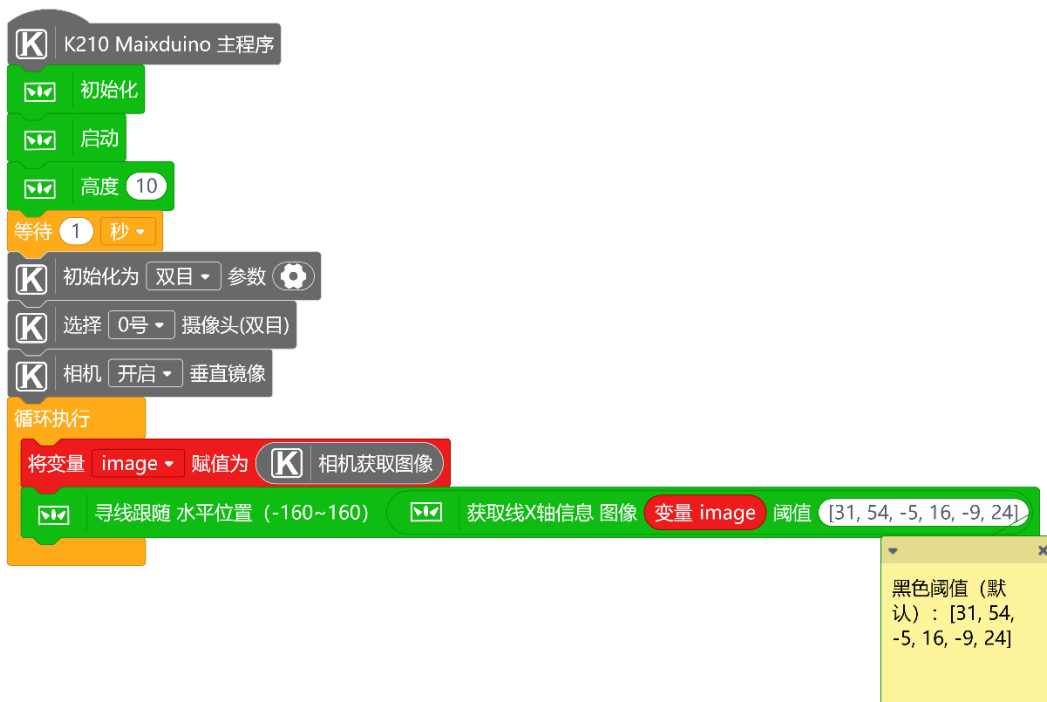 K K210 Maixduino 主程序
初始化
启动
高度 10
等待 1 秒
K 初始化为 双目 参数
K 选择 0号 摄像头(双目)
K 相机 开启 垂直镜像
循环执行
将变量 image 赋值为 K 相机获取图像
寻线跟随 水平位置（-160~160） 获取线X轴信息 图像 变量 image 阈值 [31, 54, -5, 16, -9, 24]
黑色阈值（默
认）：[31, 54,
-5, 16, -9, 24]